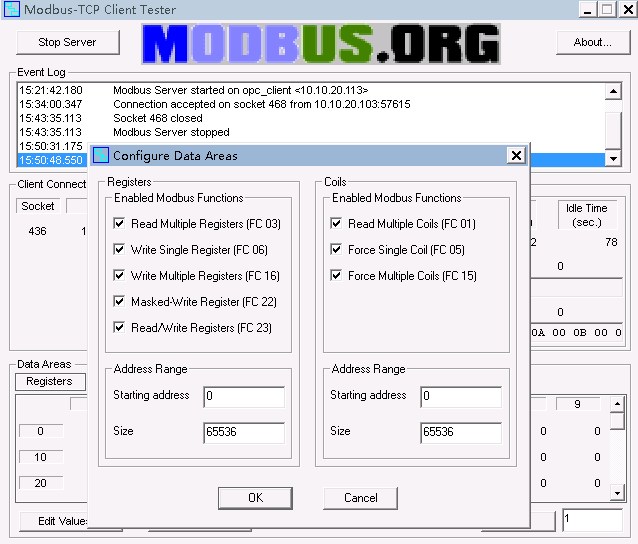 Modbus-TCP Client Tester
Stop Server
MODBUS.ORG
About...
Event Log
15:21:42.180 Modbus Server started on opc_client <10.10.20.113>
15:34:00.347 Connection accepted on socket 468 from 10.10.20.103:57615
15:43:35.113 Socket 468 closed
15:43:35.113 Modbus Server stopped
15:50:31.175
15:50:48.550
Configure Data Areas
Registers
Enabled Modbus Functions
Read Multiple Registers (FC 03)
Write Single Register (FC 06)
Write Multiple Registers (FC 16)
Masked-Write Register (FC 22)
Read/Write Registers (FC 23)
Address Range
Starting address 0
Size 65536
Coils
Enabled Modbus Functions
Read Multiple Coils (FC 01)
Force Single Coil (FC 05)
Force Multiple Coils (FC 15)
Address Range
Starting address 0
Size 65536
OK
Cancel
Client Connect
Socket
436 1
Idle Time
(sec.)
2 78
0
0
0A 00 0B 00 0
Data Areas
Registers
9
0 0 0
10 0 0
20 0 0
Edit Value
1